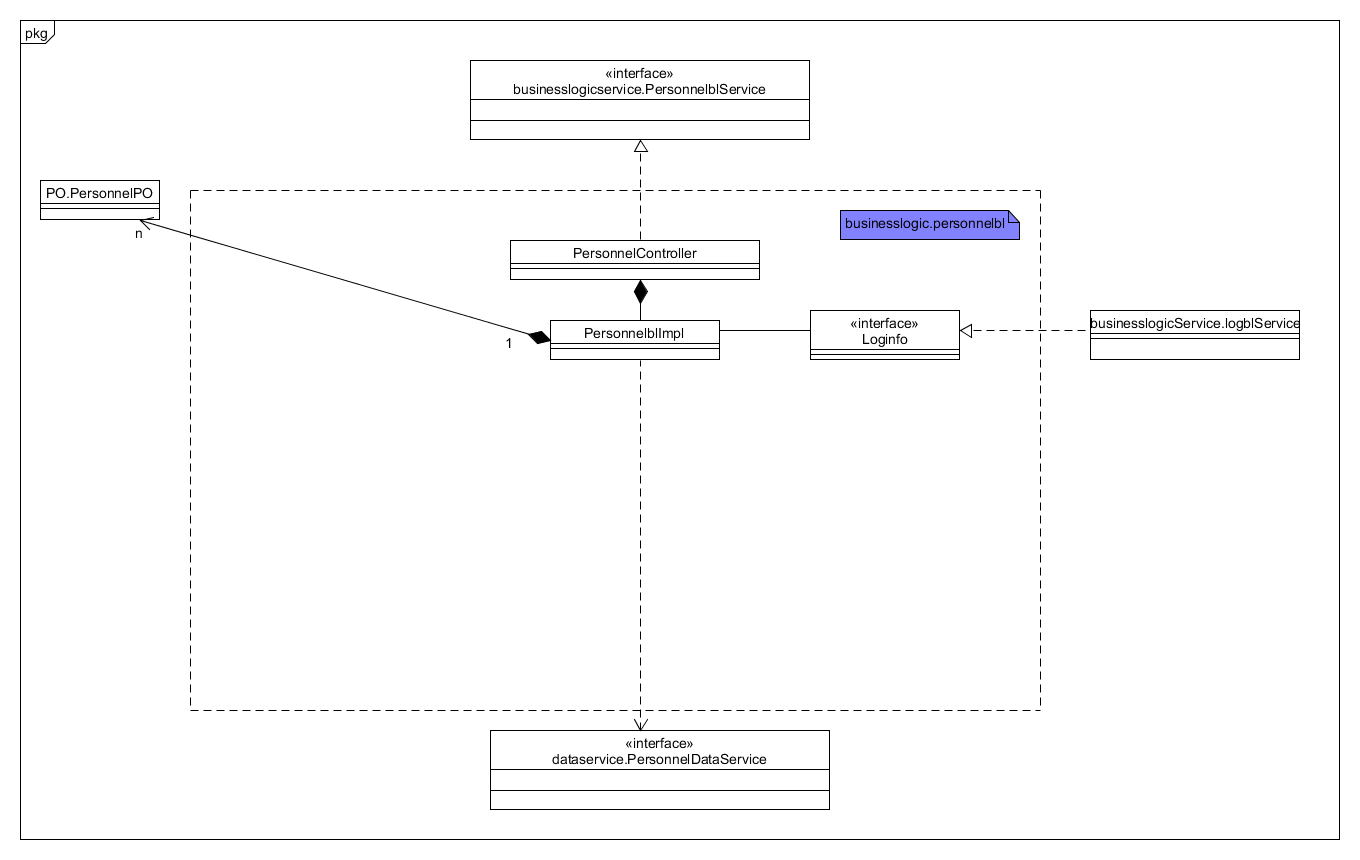 pkg
«interface»
businesslogicservice.PersonnelblService
PO.PersonnelPO
n
businesslogic.personnelbl
PersonnelController
1
PersonnelblImpl
«interface»
Loginfo
businesslogicService.logblService
«interface»
dataservice.PersonnelDataService